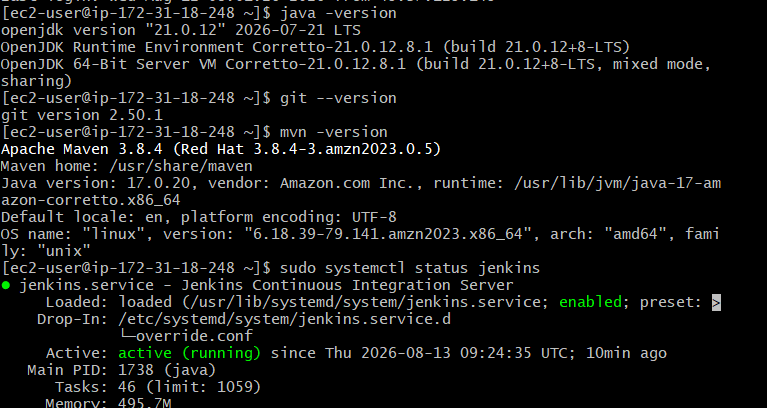 [ec2-user@ip-172-31-18-248 ~]$ java -version
openjdk version "21.0.12" 2026-07-21 LTS
OpenJDK Runtime Environment Corretto-21.0.12.8.1 (build 21.0.12+8-LTS)
OpenJDK 64-Bit Server VM Corretto-21.0.12.8.1 (build 21.0.12+8-LTS, mixed mode,
sharing)
[ec2-user@ip-172-31-18-248 ~]$ git --version
git version 2.50.1
[ec2-user@ip-172-31-18-248 ~]$ mvn -version
Apache Maven 3.8.4 (Red Hat 3.8.4-3.amzn2023.0.5)
Maven home: /usr/share/maven
Java version: 17.0.20, vendor: Amazon.com Inc., runtime: /usr/lib/jvm/java-17-am
azon-corretto.x86_64
Default locale: en, platform encoding: UTF-8
OS name: "linux", version: "6.18.39-79.141.amzn2023.x86_64", arch: "amd64", fami
ly: "unix"
[ec2-user@ip-172-31-18-248 ~]$ sudo systemctl status jenkins
● jenkins.service - Jenkins Continuous Integration Server
Loaded: loaded (/usr/lib/systemd/system/jenkins.service; enabled; preset: >
Drop-In: /etc/systemd/system/jenkins.service.d
└─override.conf
Active: active (running) since Thu 2026-08-13 09:24:35 UTC; 10min ago
Main PID: 1738 (java)
Tasks: 46 (limit: 1059)
Memory: 495.7M